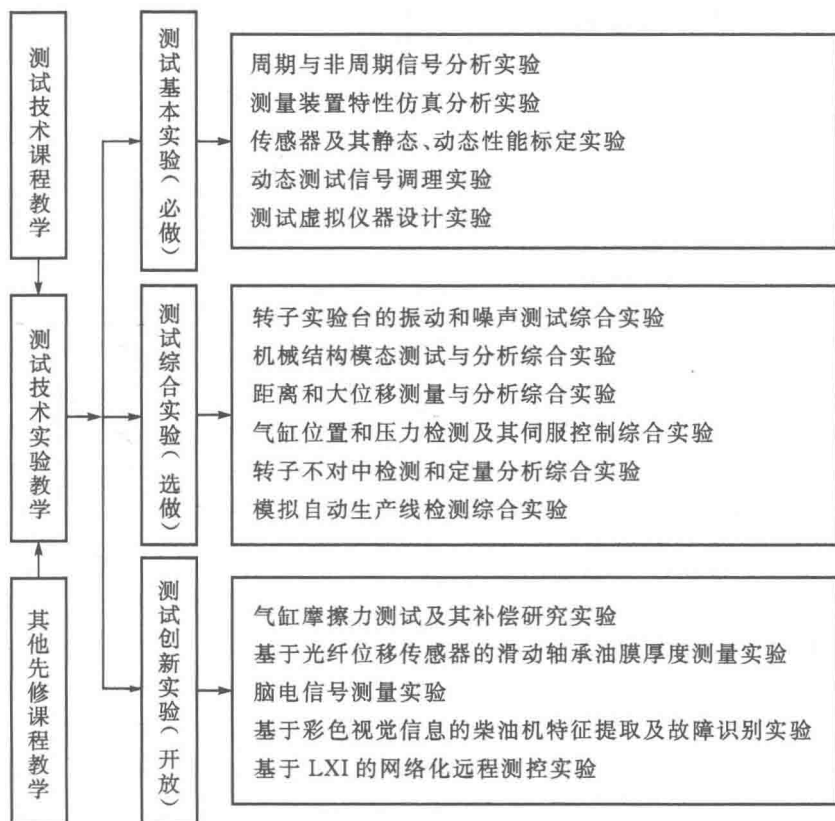 测试技术课程教学
测试技术实验教学
其他先修课程教学
测试基本实验(必做)
周期与非周期信号分析实验
测量装置特性仿真分析实验
传感器及其静态、动态性能标定实验
动态测试信号调理实验
测试虚拟仪器设计实验
测试综合实验(选做)
转子实验台的振动和噪声测试综合实验
机械结构模态测试与分析综合实验
距离和大位移测量与分析综合实验
气缸位置和压力检测及其伺服控制综合实验
转子不对中检测和定量分析综合实验
模拟自动生产线检测综合实验
测试创新实验(开放)
气缸摩擦力测试及其补偿研究实验
基于光纤位移传感器的滑动轴承油膜厚度测量实验
脑电信号测量实验
基于彩色视觉信息的柴油机特征提取及故障识别实验
基于 LXI 的网络化远程测控实验